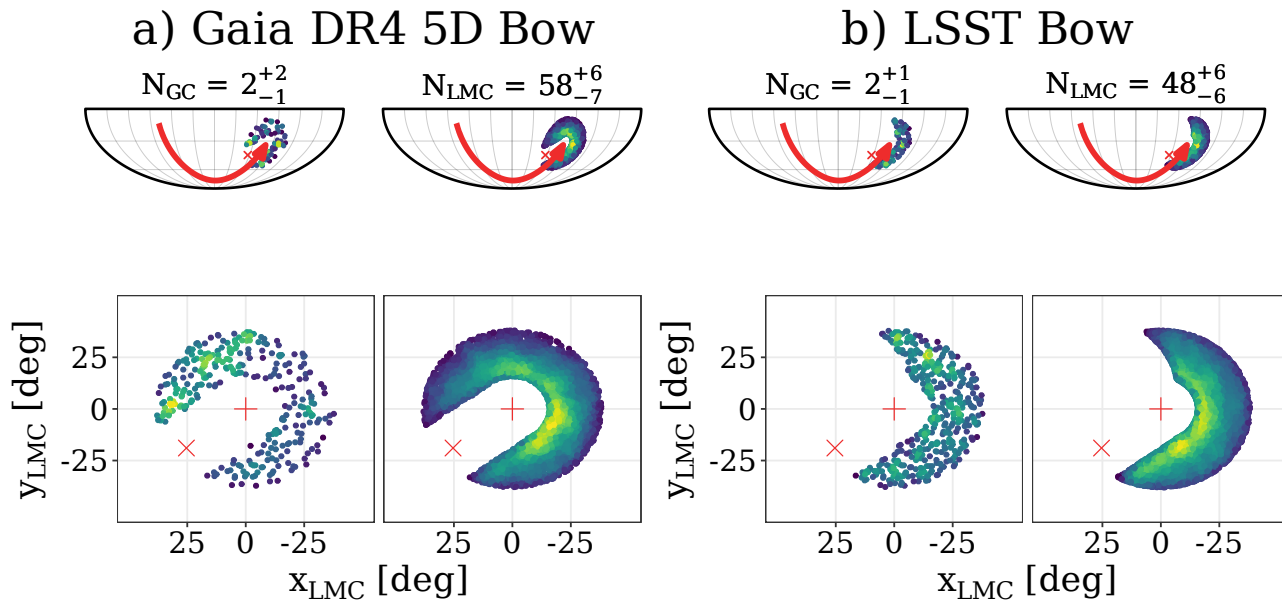 a) Gaia DR4 5D Bow
b) LSST Bow
N_GC = 2^{+2}_{-1}
N_LMC = 58^{+6}_{-7}
N_GC = 2^{+1}_{-1}
N_LMC = 48^{+6}_{-6}
y_LMC [deg]
25
0
-25
25 0 -25
25 0 -25
x_LMC [deg]
y_LMC [deg]
25
0
-25
25 0 -25
25 0 -25
x_LMC [deg]